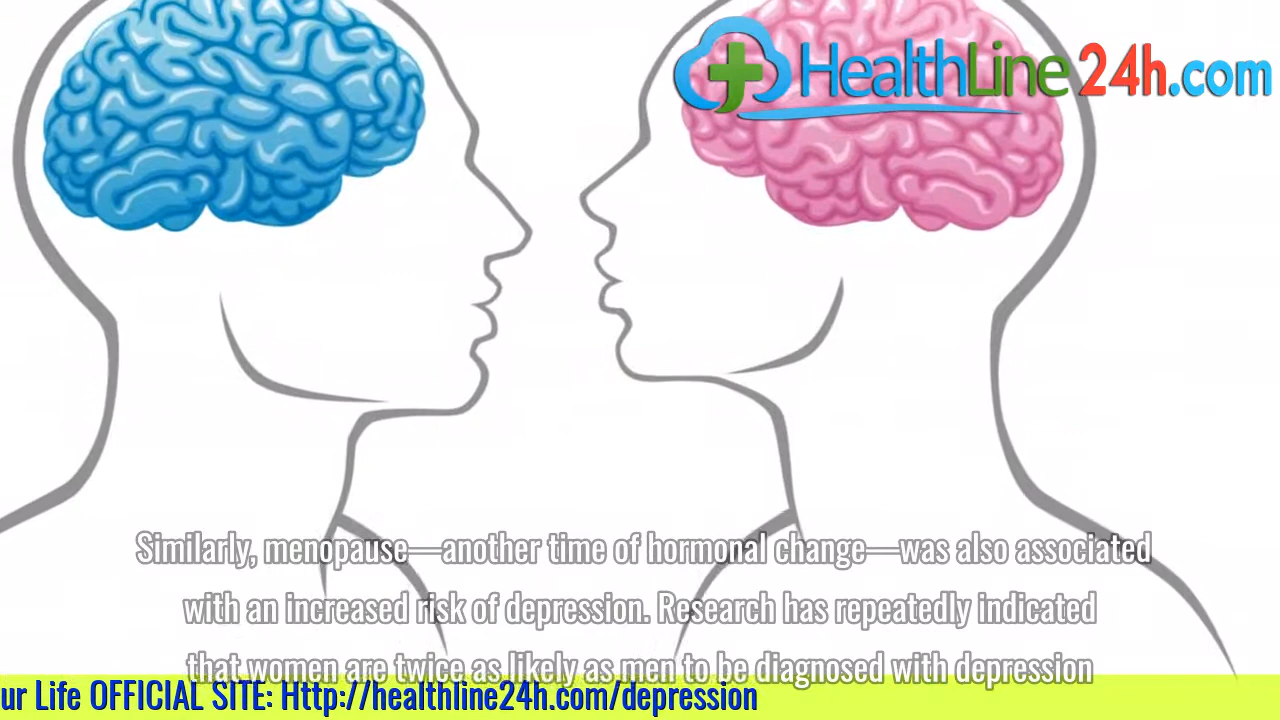 HealthLine 24h.com
Similarly, menopause—another time of hormonal change—was also associated
with an increased risk of depression. Research has repeatedly indicated
that women are twice as likely as men to be diagnosed with depression
ur Life OFFICIAL SITE: Http://healthline24h.com/depression